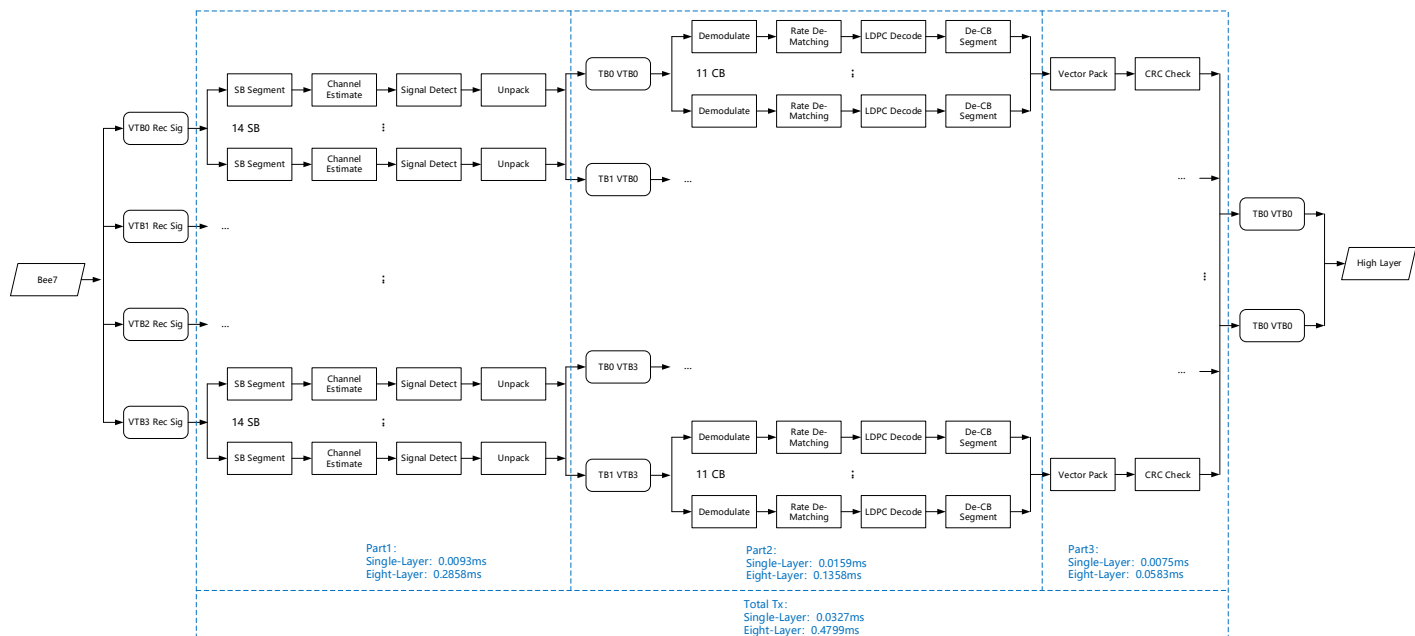 Bee7
VTB0 Rec Sig
VTB1 Rec Sig
VTB2 Rec Sig
VTB3 Rec Sig
SB Segment
Channel
Estimate
Signal Detect
Unpack
14 SB
⋮
SB Segment
Channel
Estimate
Signal Detect
Unpack
...
⋮
...
SB Segment
Channel
Estimate
Signal Detect
Unpack
14 SB
⋮
SB Segment
Channel
Estimate
Signal Detect
Unpack
Part1:
Single-Layer: 0.0093ms
Eight-Layer: 0.2858ms
TB0 VTB0
Demodulate
Rate De-
Matching
LDPC Decode
De-CB
Segment
11 CB
⋮
Demodulate
Rate De-
Matching
LDPC Decode
De-CB
Segment
TB1 VTB0
...
TB0 VTB3
...
TB1 VTB3
Demodulate
Rate De-
Matching
LDPC Decode
De-CB
Segment
11 CB
⋮
Demodulate
Rate De-
Matching
LDPC Decode
De-CB
Segment
Part2:
Single-Layer: 0.0159ms
Eight-Layer: 0.1358ms
Vector Pack
CRC Check
...
⋮
...
Vector Pack
CRC Check
Part3:
Single-Layer: 0.0075ms
Eight-Layer: 0.0583ms
TB0 VTB0
TB0 VTB0
High Layer
Total Tx:
Single-Layer: 0.0327ms
Eight-Layer: 0.4799ms